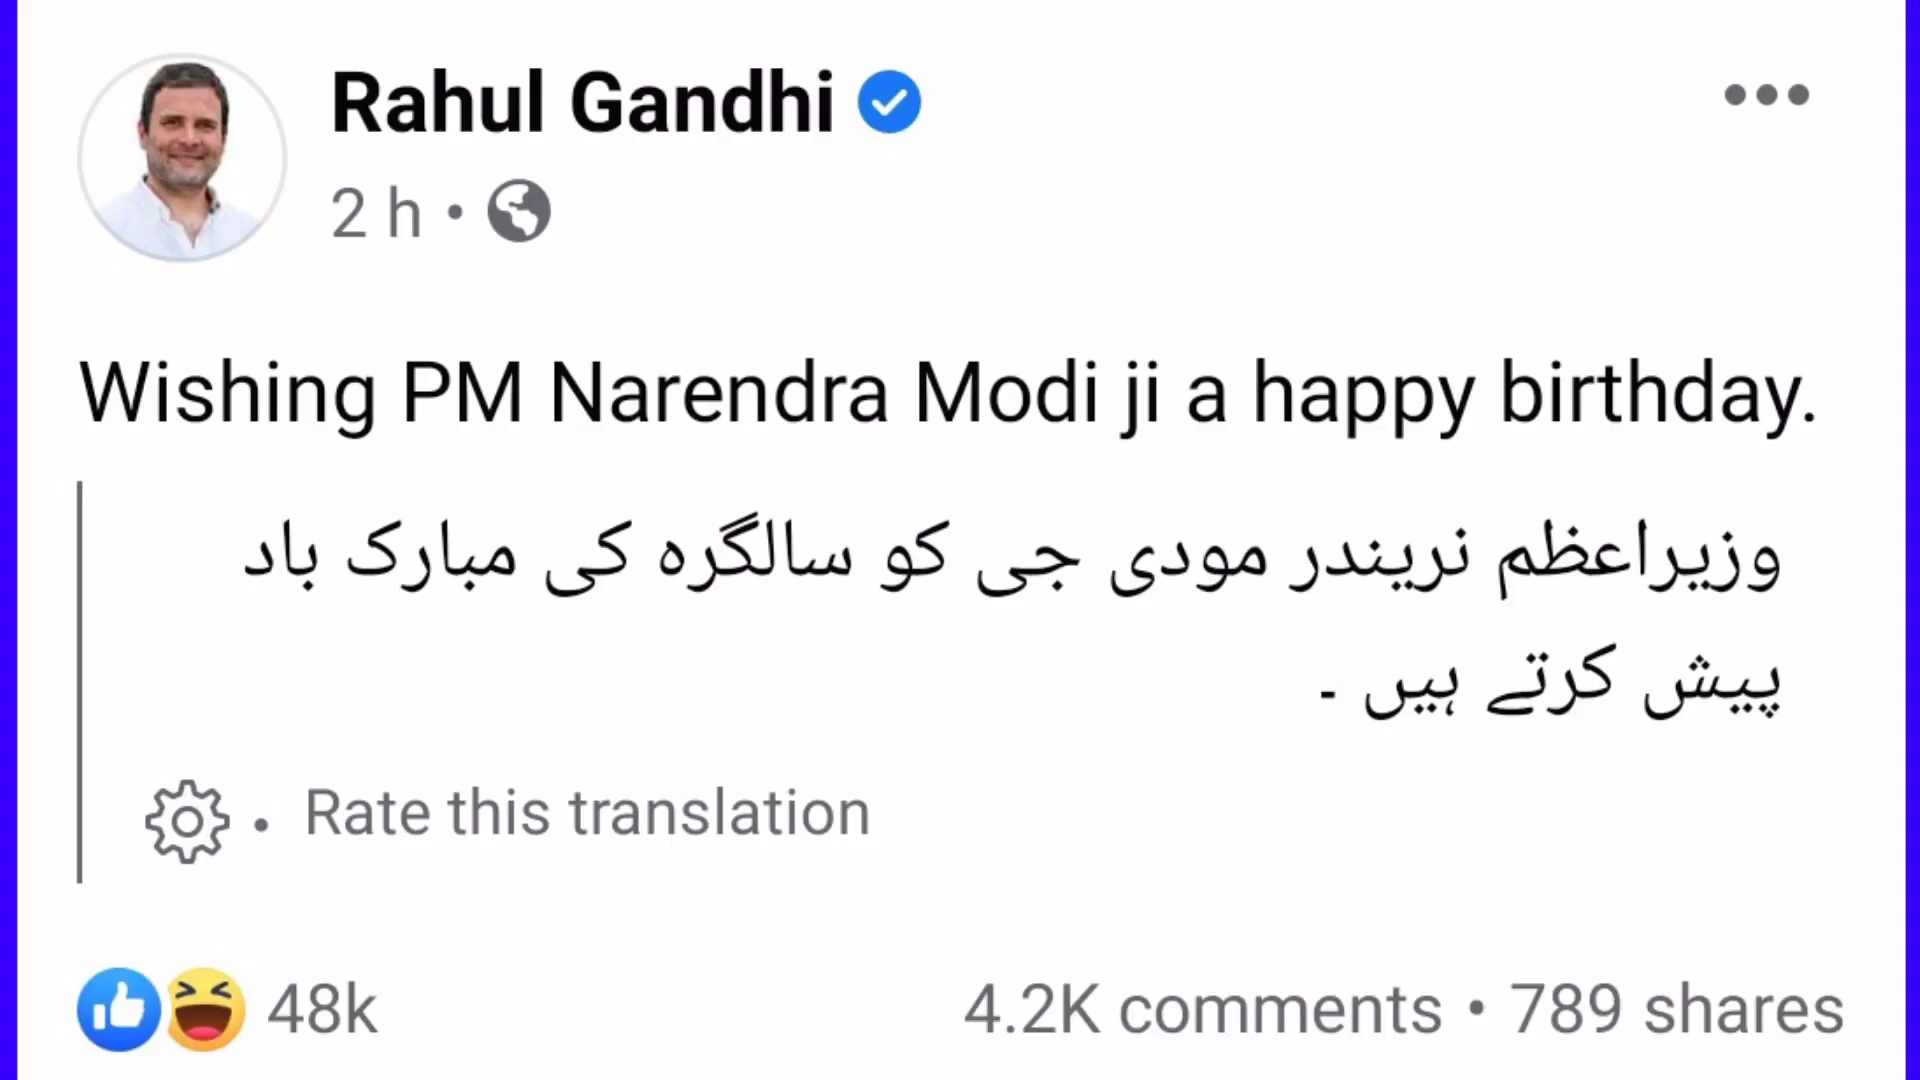 Rahul Gandhi
2 h •
Wishing PM Narendra Modi ji a happy birthday.
وزیراعظم نریندر مودی جی کو سالگرہ کی مبارک باد
پیش کرتے ہیں ۔
• Rate this translation
48k 4.2K comments • 789 shares